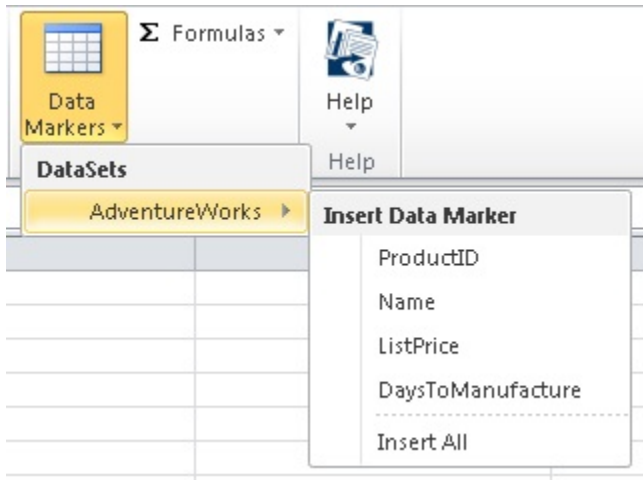 Σ Formulas
Data
Markers
Help
Help
DataSets
AdventureWorks
Insert Data Marker
ProductID
Name
ListPrice
DaysToManufacture
Insert All